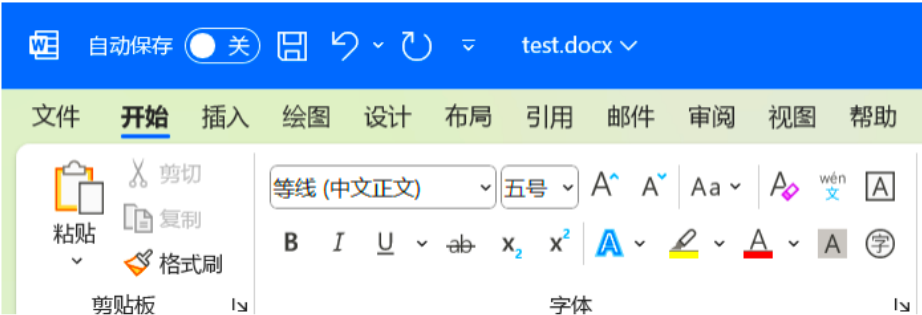 自动保存 关 test.docx
文件 开始 插入 绘图 设计 布局 引用 邮件 审阅 视图 帮助
剪切
复制
粘贴
格式刷
剪贴板
等线 (中文正文) 五号 A A Aa A wén 文 A
B I U ab x₂ x² A A A 字
字体